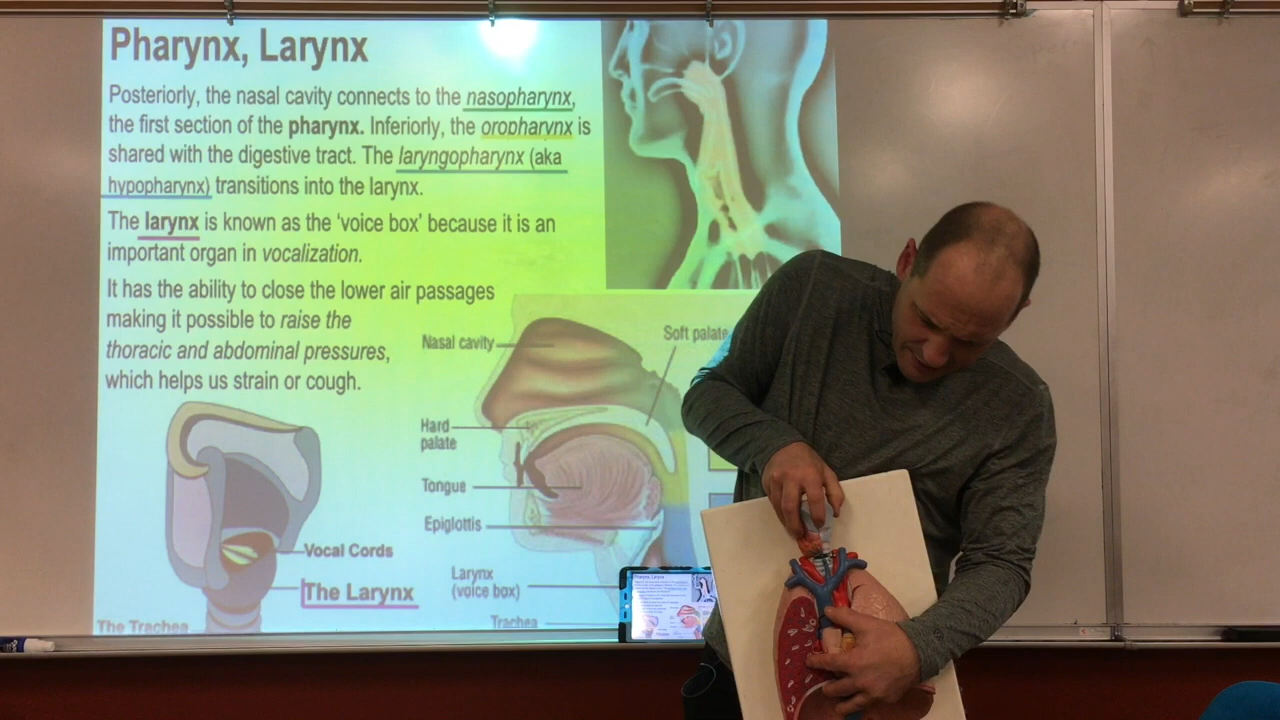 Pharynx, Larynx
Posteriorly, the nasal cavity connects to the nasopharynx,
the first section of the pharynx. Inferiorly, the oropharynx is
shared with the digestive tract. The laryngopharynx (aka
hypopharynx) transitions into the larynx.
The larynx is known as the ‘voice box’ because it is an
important organ in vocalization.
It has the ability to close the lower air passages
making it possible to raise the
thoracic and abdominal pressures,
which helps us strain or cough.
Nasal cavity
Soft palate
Hard
palate
Tongue
Epiglottis
Larynx
(voice box)
Trachea
Vocal Cords
The Larynx
The Trachea
Pharynx, Larynx